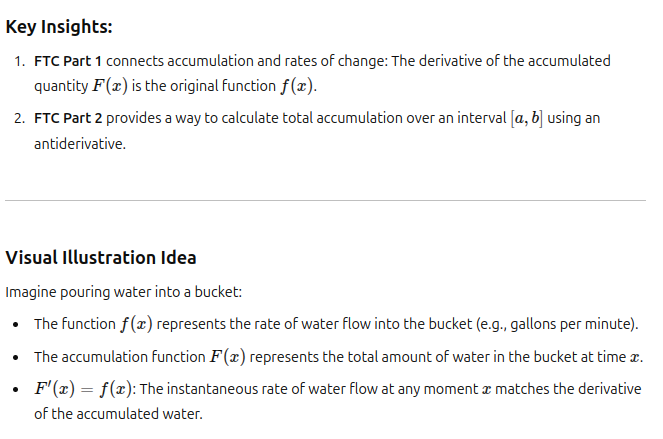 Key Insights:
1. FTC Part 1 connects accumulation and rates of change: The derivative of the accumulated
quantity F(x) is the original function f(x).
2. FTC Part 2 provides a way to calculate total accumulation over an interval [a, b] using an
antiderivative.
Visual Illustration Idea
Imagine pouring water into a bucket:
• The function f(x) represents the rate of water flow into the bucket (e.g., gallons per minute).
• The accumulation function F(x) represents the total amount of water in the bucket at time x.
• F′(x) = f(x): The instantaneous rate of water flow at any moment x matches the derivative
of the accumulated water.